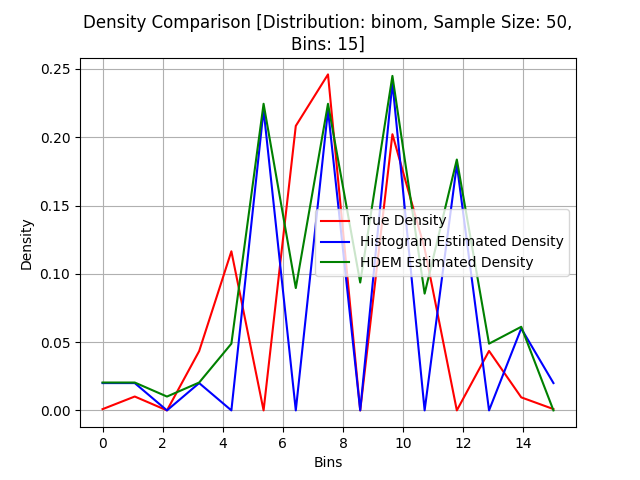 Density Comparison [Distribution: binom, Sample Size: 50,
Bins: 15]
0.25
0.20
0.15
0.10
0.05
0.00
Density
True Density
Histogram Estimated Density
HDEM Estimated Density
0 2 4 6 8 10 12 14
Bins